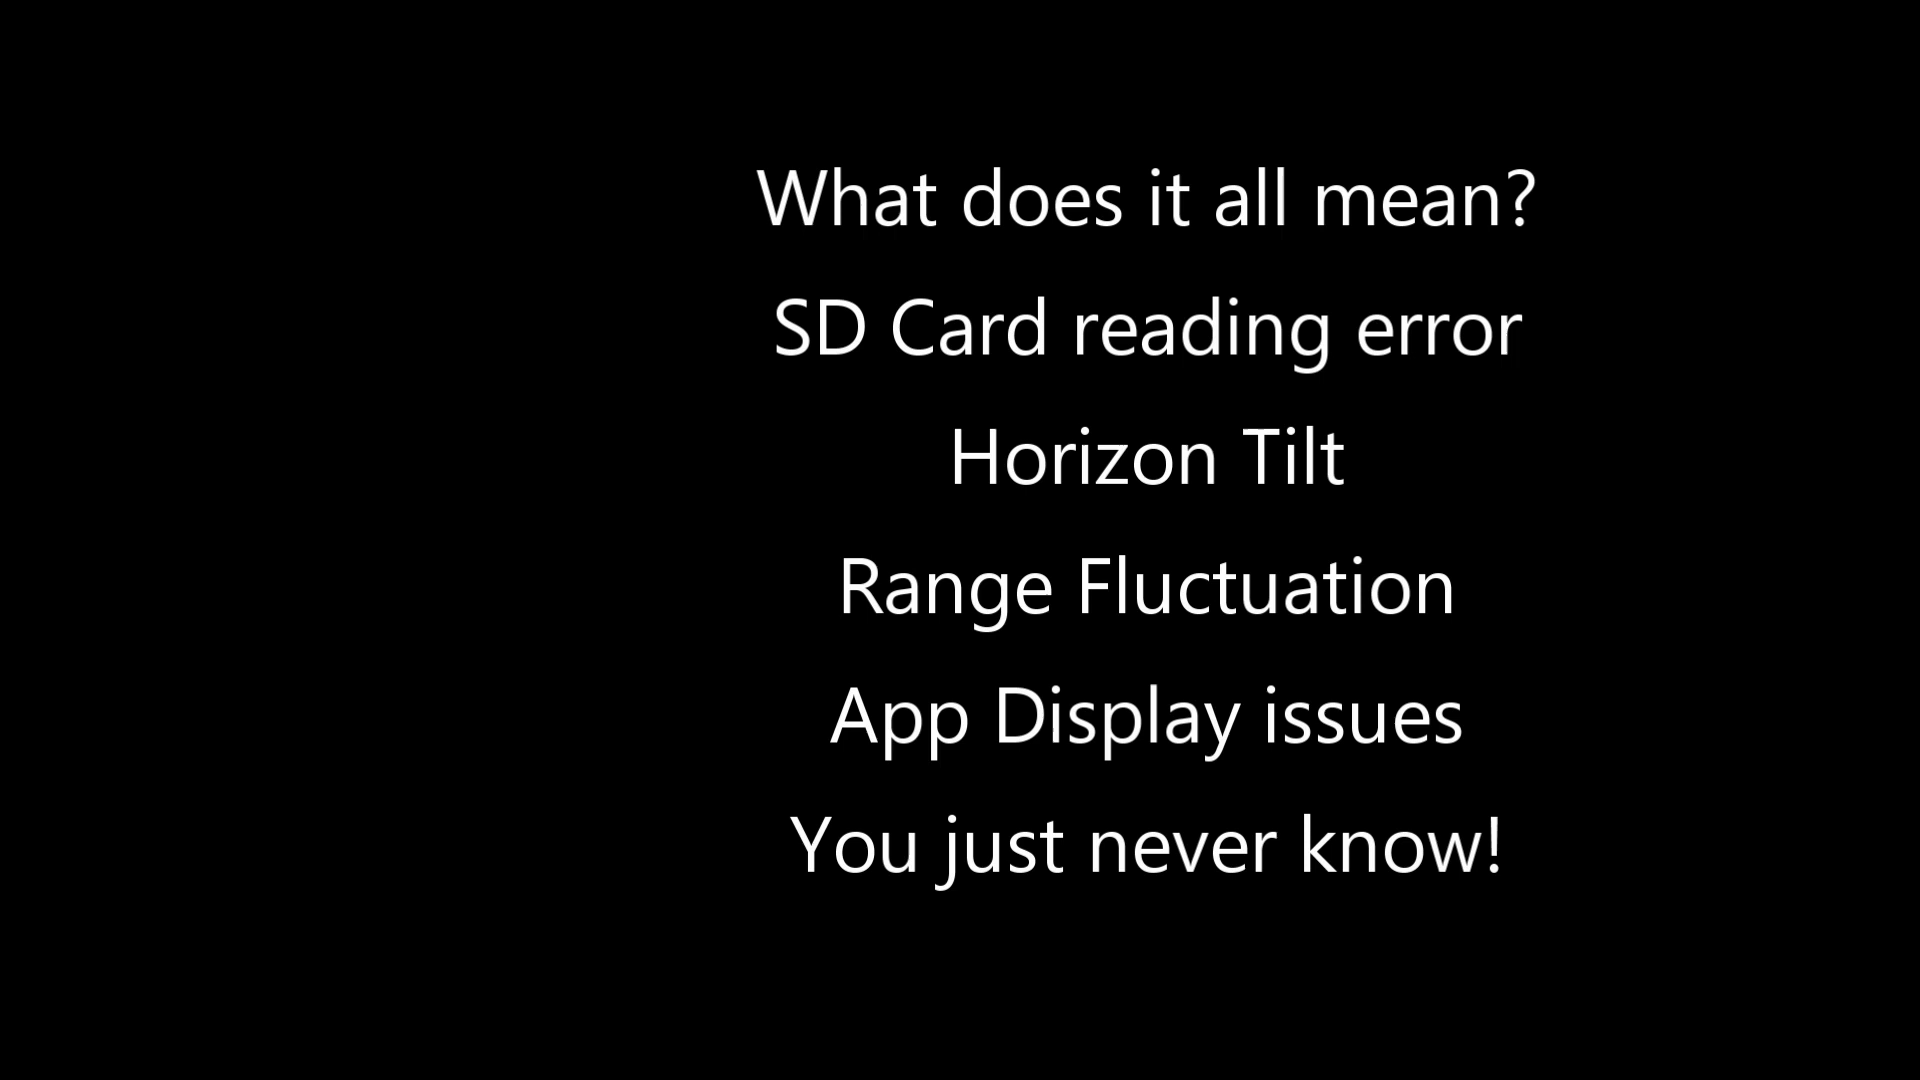 What does it all mean?
SD Card reading error
Horizon Tilt
Range Fluctuation
App Display issues
You just never know!